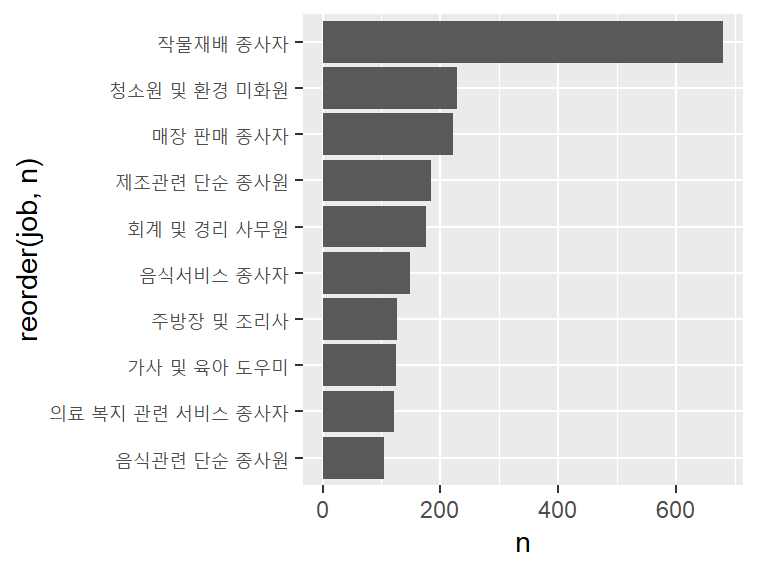 작물재배 종사자
청소원 및 환경 미화원
매장 판매 종사자
제조관련 단순 종사원
회계 및 경리 사무원
음식서비스 종사자
주방장 및 조리사
가사 및 육아 도우미
의료 복지 관련 서비스 종사자
음식관련 단순 종사원
reorder(job, n)
0 200 400 600
n